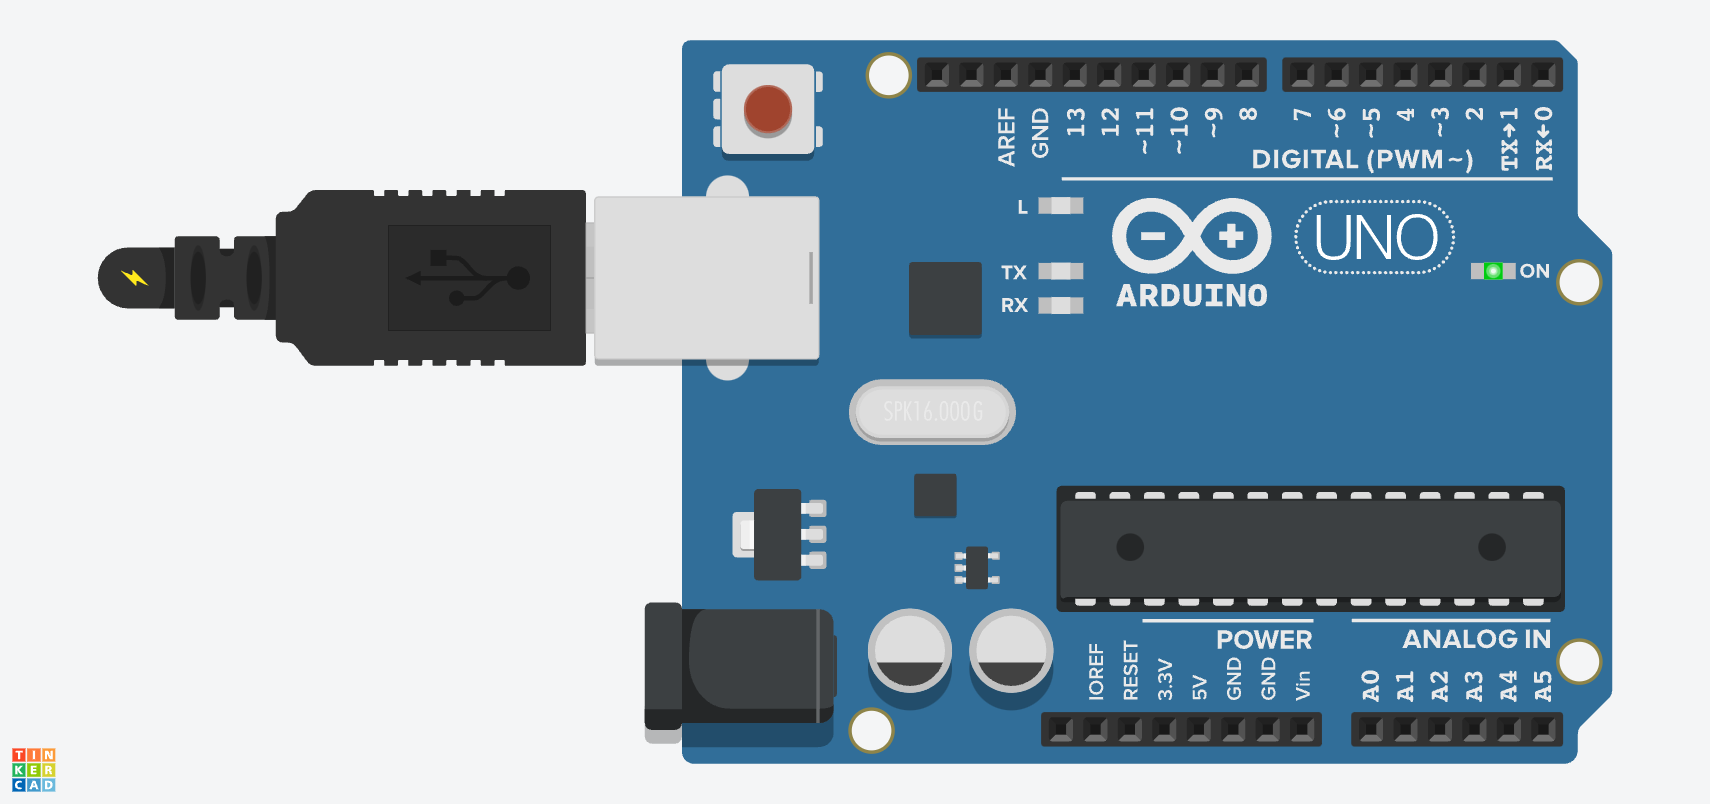 AREF
GND
13
12
~11
~10
~9
8
7
~6
~5
4
~3
2
TX→1
RX←0
DIGITAL (PWM~)
L
TX
RX
UNO
ARDUINO
ON
SPK16.000G
POWER
ANALOG IN
IOREF
RESET
3.3V
5V
GND
GND
Vin
A0
A1
A2
A3
A4
A5
TIN
KER
CAD